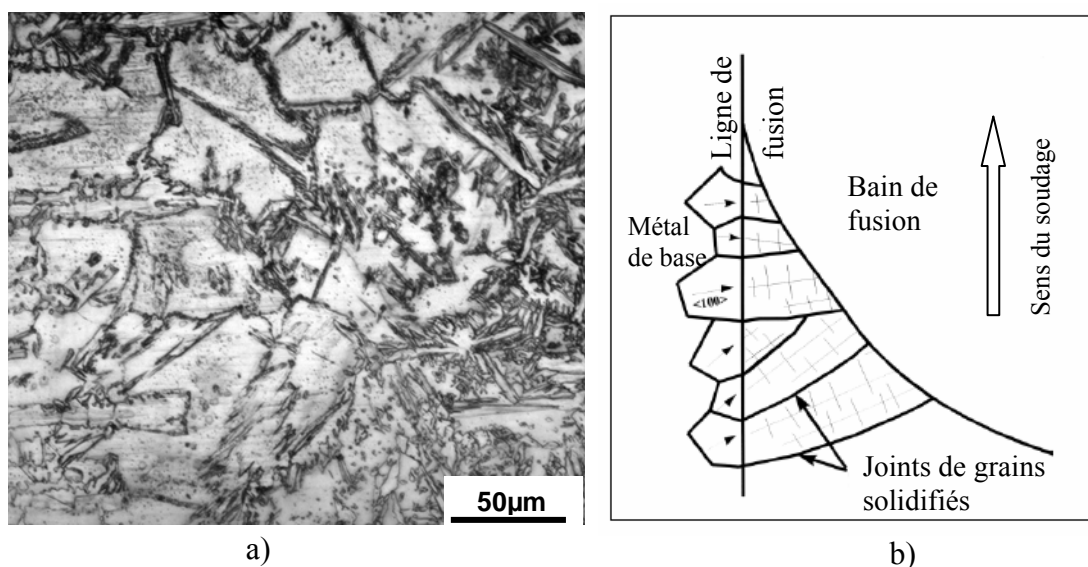 50µm
a)
Ligne de
fusion
Bain de
fusion
Métal
de base
<100>
Sens du soudage
Joints de grains
solidifiés
b)